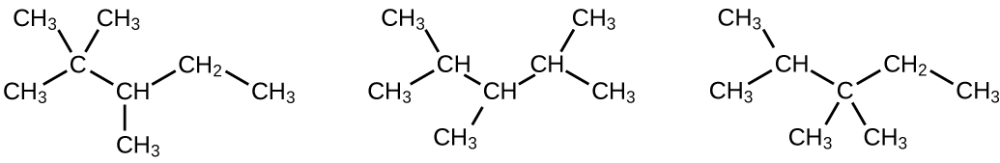 CH₃ CH₃ CH₃ CH₃ CH₃
C CH₂ CH CH CH CH₂
CH₃ CH CH₃ CH₃ CH CH₃ CH₃ C CH₃
CH₃ CH₃ CH₃ CH₃